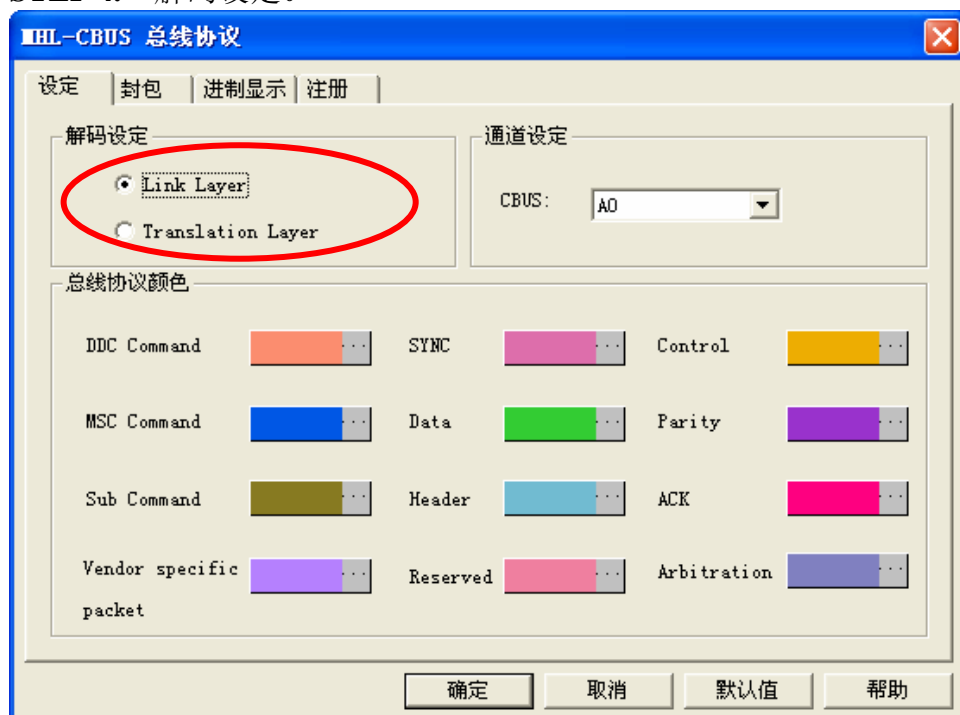 MHL-CBUS 总线协议
设定 封包 进制显示 注册
解码设定
Link Layer
Translation Layer
通道设定
CBUS: A0
总线协议颜色
DDC Command ... SYNC ... Control ...
MSC Command ... Data ... Parity ...
Sub Command ... Header ... ACK ...
Vendor specific packet ... Reserved ... Arbitration ...
确定 取消 默认值 帮助